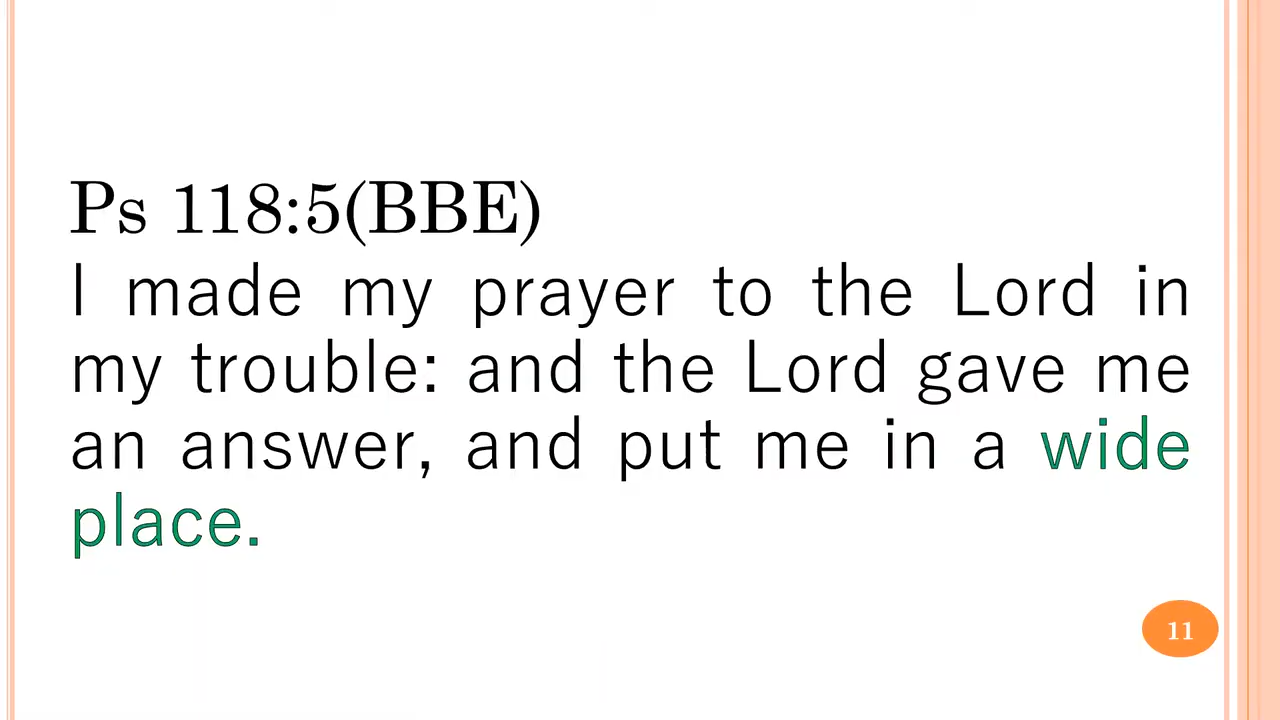 Ps 118:5(BBE)
I made my prayer to the Lord in
my trouble: and the Lord gave me
an answer, and put me in a wide
place.
11